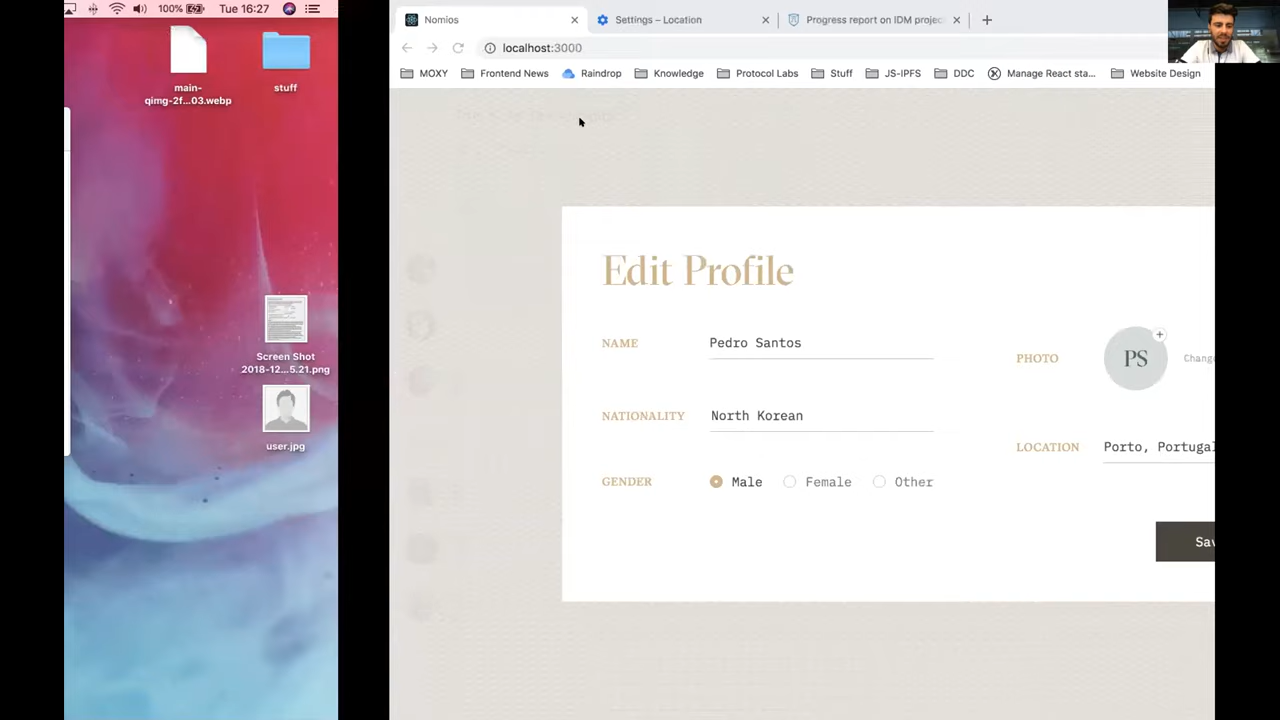 100% Tue 16:27
main-
qimg-2f...03.webp
stuff
Screen Shot
2018-12...5.21.png
user.jpg
Nomios
Settings – Location
Progress report on IDM projec
localhost:3000
MOXY Frontend News Raindrop Knowledge Protocol Labs Stuff JS-IPFS DDC Manage React sta... Website Design
Edit Profile
NAME Pedro Santos
NATIONALITY North Korean
GENDER Male Female Other
PHOTO PS Change
LOCATION Porto, Portugal
Sav